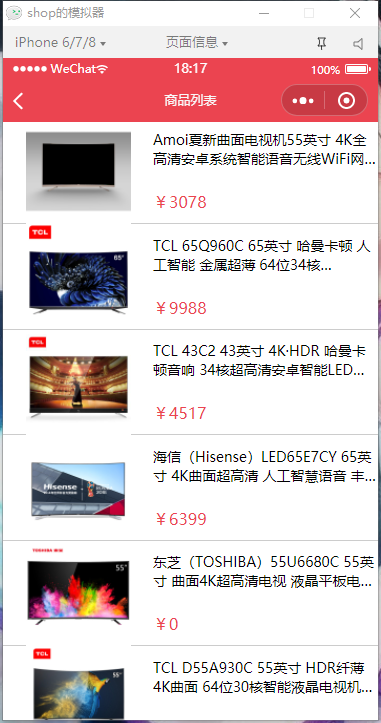 shop的模拟器
iPhone 6/7/8
页面信息
WeChat
18:17
100%
商品列表
Amoi夏新曲面电视机55英寸 4K全
高清安卓系统智能语音无线WiFi网...
￥3078
TCL
65"
TCL 65Q960C 65英寸 哈曼卡顿 人
工智能 金属超薄 64位34核...
￥9988
TCL
TCL 43C2 43英寸 4K·HDR 哈曼卡
顿音响 34核超高清安卓智能LED...
￥4517
Hisense
海信（Hisense）LED65E7CY 65英
寸 4K曲面超高清 人工智慧语音 丰...
￥6399
TOSHIBA
55"
东芝（TOSHIBA）55U6680C 55英
寸 曲面4K超高清电视 液晶平板电...
￥0
TCL
55"
TCL D55A930C 55英寸 HDR纤薄
4K曲面 64位30核智能液晶电视机...